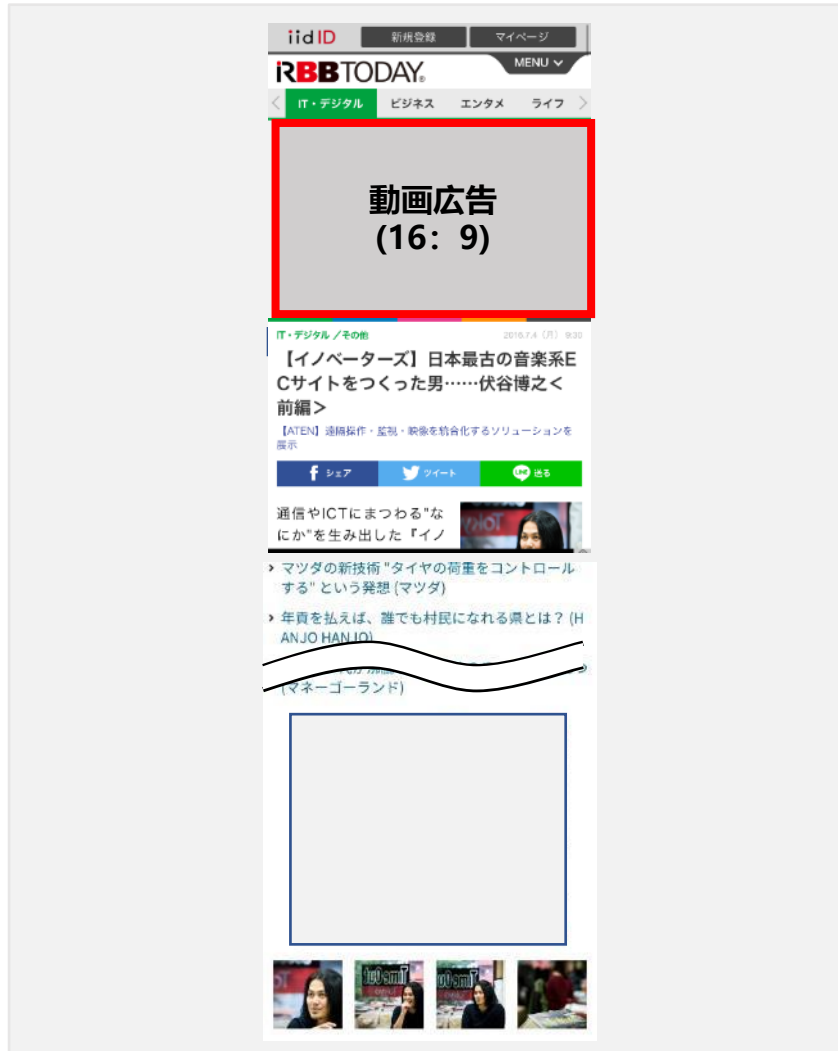 iid ID 新規登録 マイページ
RBB TODAY® MENU
IT・デジタル ビジネス エンタメ ライフ
動画広告
(16：9)
IT・デジタル／その他 2016.7.4（月）9:30
【イノベーターズ】日本最古の音楽系E
Cサイトをつくった男……伏谷博之＜
前編＞
【ATEN】遠隔操作・監視・映像を統合化するソリューションを
展示
シェア ツイート LINE 送る
通信やICTにまつわる"な
にか"を生み出した『イノ
マツダの新技術 "タイヤの荷重をコントロール
する" という発想 (マツダ)
年貢を払えば、誰でも村民になれる県とは？ (H
ANJO HANJO)
(マネーゴーランド)